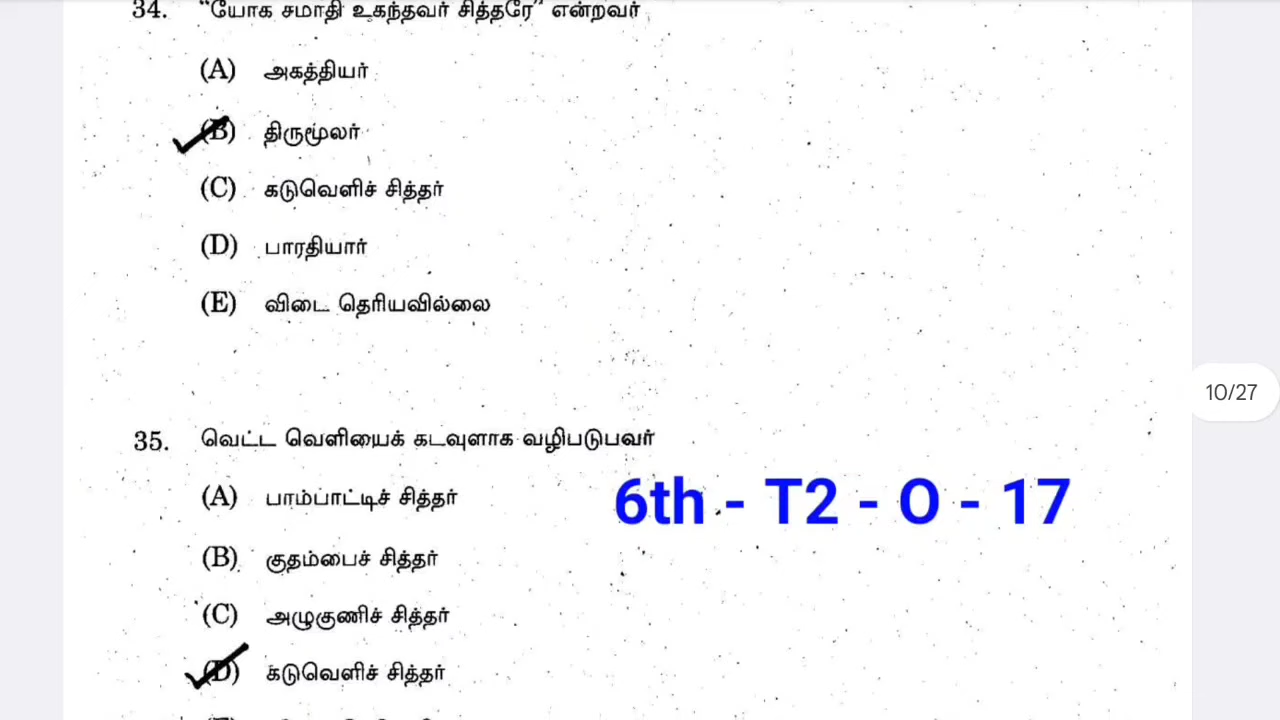 34. "யோக சமாதி உகந்தவர் சித்தரே" என்றவர்
(A) அகத்தியர்
(B) திருமூலர்
(C) கடுவெளிச் சித்தர்
(D) பாரதியார்
(E) விடை தெரியவில்லை
10/27
35. வெட்ட வெளியைக் கடவுளாக வழிபடுபவர்
(A) பாம்பாட்டிச் சித்தர்
6th - T2 - O - 17
(B) குதம்பைச் சித்தர்
(C) அழுகுணிச் சித்தர்
(D) கடுவெளிச் சித்தர்